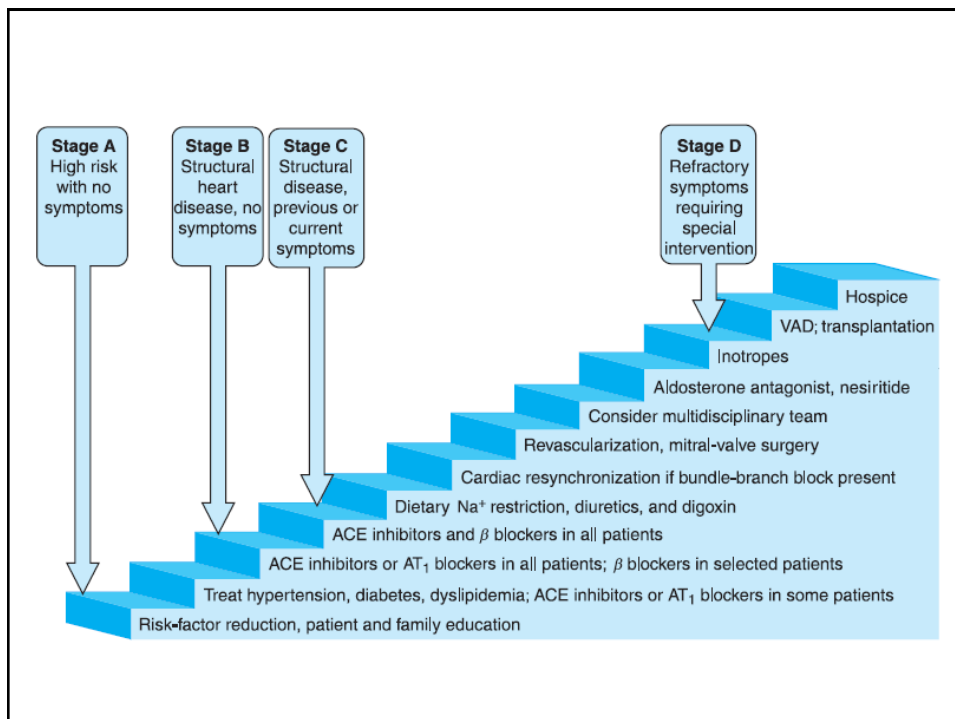 Stage A
High risk
with no
symptoms
Stage B
Structural
heart
disease, no
symptoms
Stage C
Structural
disease,
previous or
current
symptoms
Stage D
Refractory
symptoms
requiring
special
intervention
Hospice
VAD; transplantation
Inotropes
Aldosterone antagonist, nesiritide
Consider multidisciplinary team
Revascularization, mitral-valve surgery
Cardiac resynchronization if bundle-branch block present
Dietary Na⁺ restriction, diuretics, and digoxin
ACE inhibitors and β blockers in all patients
ACE inhibitors or AT₁ blockers in all patients; β blockers in selected patients
Treat hypertension, diabetes, dyslipidemia; ACE inhibitors or AT₁ blockers in some patients
Risk-factor reduction, patient and family education